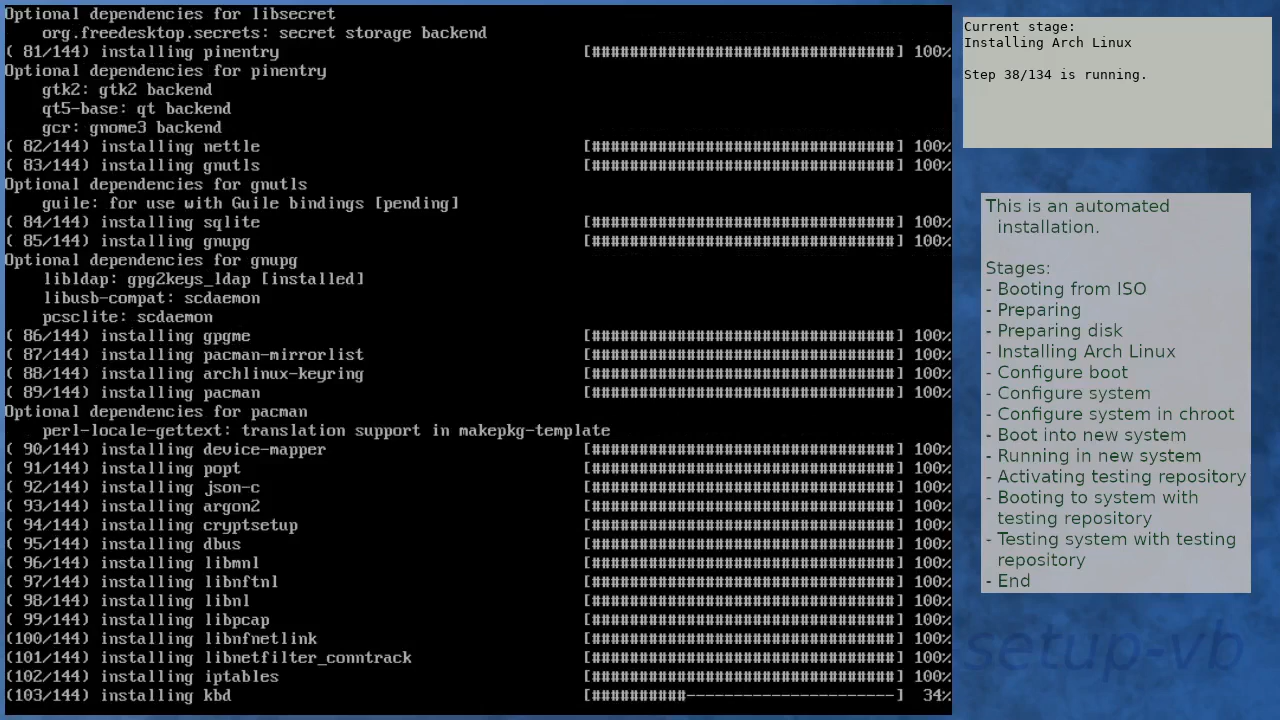 Optional dependencies for libsecret
    org.freedesktop.secrets: secret storage backend
( 81/144) installing pinentry [################################] 100%
Optional dependencies for pinentry
    gtk2: gtk2 backend
    qt5-base: qt backend
    gcr: gnome3 backend
( 82/144) installing nettle [################################] 100%
( 83/144) installing gnutls [################################] 100%
Optional dependencies for gnutls
    guile: for use with Guile bindings [pending]
( 84/144) installing sqlite [################################] 100%
( 85/144) installing gnupg [################################] 100%
Optional dependencies for gnupg
    libldap: gpg2keys_ldap [installed]
    libusb-compat: scdaemon
    pcsclite: scdaemon
( 86/144) installing gpgme [################################] 100%
( 87/144) installing pacman-mirrorlist [################################] 100%
( 88/144) installing archlinux-keyring [################################] 100%
( 89/144) installing pacman [################################] 100%
Optional dependencies for pacman
    perl-locale-gettext: translation support in makepkg-template
( 90/144) installing device-mapper [################################] 100%
( 91/144) installing popt [################################] 100%
( 92/144) installing json-c [################################] 100%
( 93/144) installing argon2 [################################] 100%
( 94/144) installing cryptsetup [################################] 100%
( 95/144) installing dbus [################################] 100%
( 96/144) installing libmnl [################################] 100%
( 97/144) installing libnftnl [################################] 100%
( 98/144) installing libnl [################################] 100%
( 99/144) installing libpcap [################################] 100%
(100/144) installing libnfnetlink [################################] 100%
(101/144) installing libnetfilter_conntrack [################################] 100%
(102/144) installing iptables [################################] 100%
(103/144) installing kbd [##########----------------------] 34%
Current stage:
Installing Arch Linux
Step 38/134 is running.
This is an automated
installation.
Stages:
- Booting from ISO
- Preparing
- Preparing disk
- Installing Arch Linux
- Configure boot
- Configure system
- Configure system in chroot
- Boot into new system
- Running in new system
- Activating testing repository
- Booting to system with
testing repository
- Testing system with testing
repository
- End
setup-vb